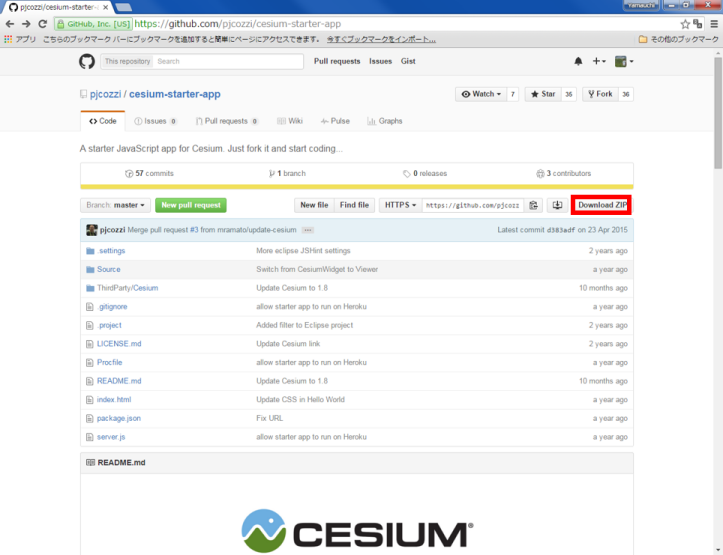 pjcozzi/cesium-starter-
Yamauchi
GitHub, Inc. [US] https://github.com/pjcozzi/cesium-starter-app
アプリ こちらのブックマーク バーにブックマークを追加すると簡単にページにアクセスできます。 今すぐブックマークをインポート... その他のブックマーク
This repository Search Pull requests Issues Gist
pjcozzi / cesium-starter-app Watch 7 Star 36 Fork 36
Code Issues 0 Pull requests 0 Wiki Pulse Graphs
A starter JavaScript app for Cesium. Just fork it and start coding...
57 commits 1 branch 0 releases 3 contributors
Branch: master New pull request New file Find file HTTPS https://github.com/pjcozz Download ZIP
pjcozzi Merge pull request #3 from mramato/update-cesium ... Latest commit d383adf on 23 Apr 2015
.settings More eclipse JSHint settings 2 years ago
Source Switch from CesiumWidget to Viewer a year ago
ThirdParty/Cesium Update Cesium to 1.8 10 months ago
.gitignore allow starter app to run on Heroku a year ago
.project Added filter to Eclipse project 2 years ago
LICENSE.md Update Cesium link 2 years ago
Procfile allow starter app to run on Heroku a year ago
README.md Update Cesium to 1.8 10 months ago
index.html Update CSS in Hello World a year ago
package.json Fix URL a year ago
server.js allow starter app to run on Heroku a year ago
README.md
CESIUM